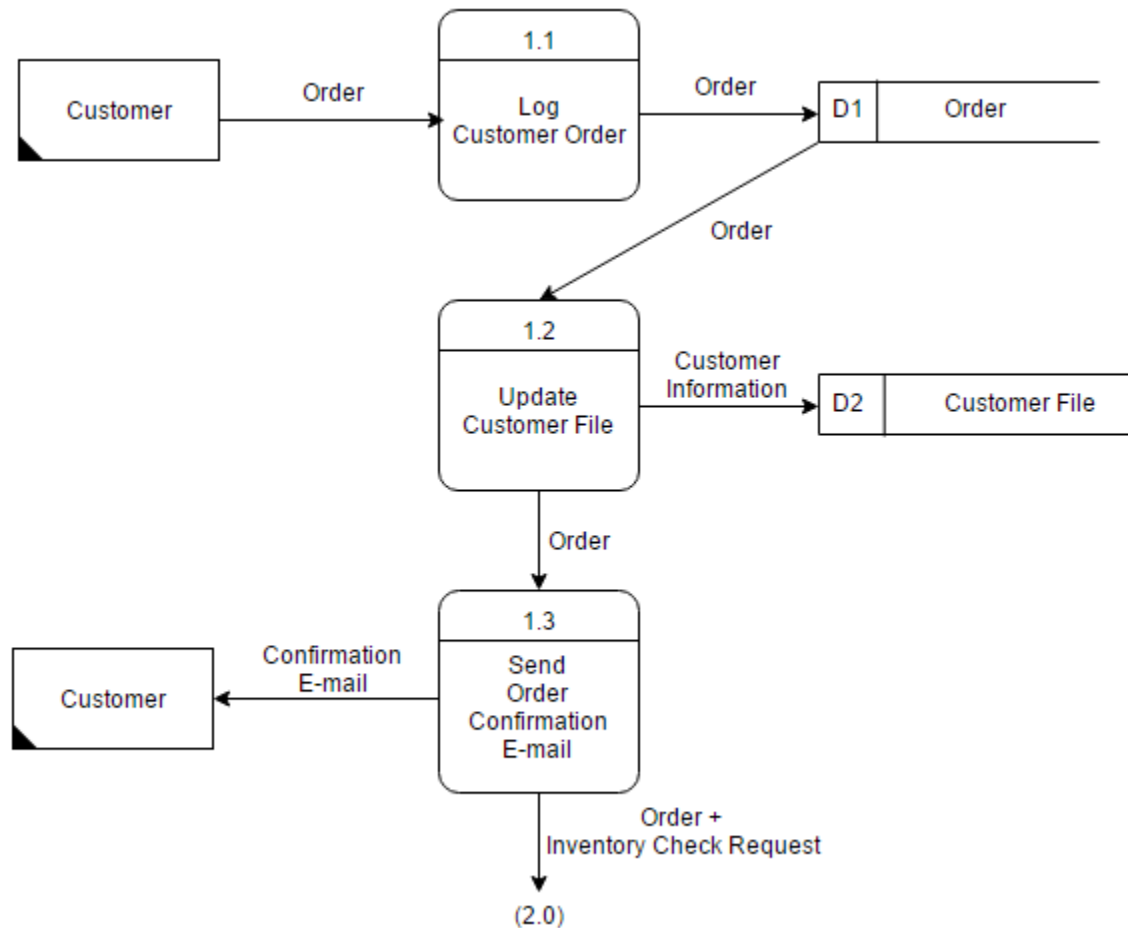 1.1
Customer
Order
Log
Customer Order
Order
D1
Order
Order
1.2
Update
Customer File
Customer
Information
D2
Customer File
Order
1.3
Send
Order
Confirmation
E-mail
Confirmation
E-mail
Customer
Order +
Inventory Check Request
(2.0)